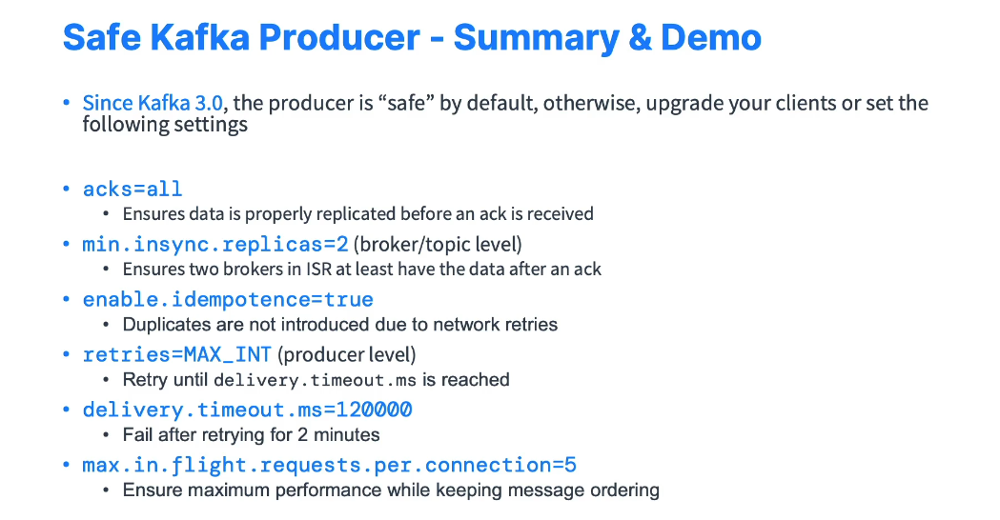 Safe Kafka Producer - Summary & Demo
• Since Kafka 3.0, the producer is “safe” by default, otherwise, upgrade your clients or set the
following settings
• acks=all
• Ensures data is properly replicated before an ack is received
• min.insync.replicas=2 (broker/topic level)
• Ensures two brokers in ISR at least have the data after an ack
• enable.idempotence=true
• Duplicates are not introduced due to network retries
• retries=MAX_INT (producer level)
• Retry until delivery.timeout.ms is reached
• delivery.timeout.ms=120000
• Fail after retrying for 2 minutes
• max.in.flight.requests.per.connection=5
• Ensure maximum performance while keeping message ordering